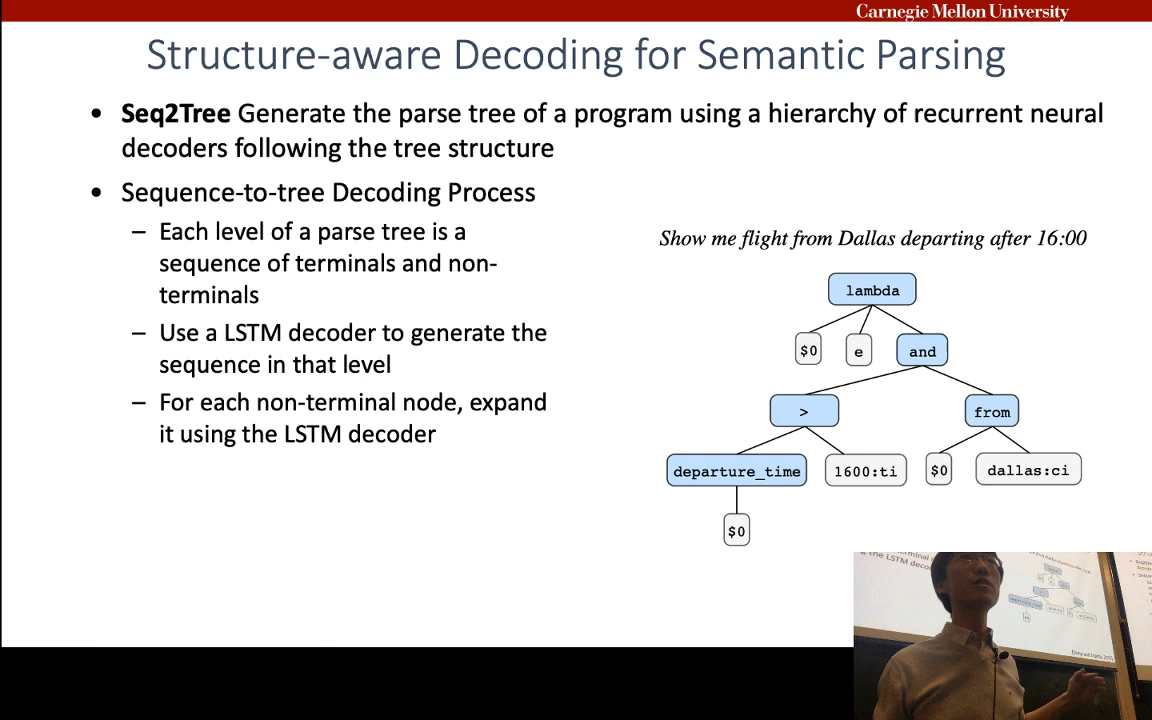 Carnegie Mellon University
Structure-aware Decoding for Semantic Parsing
• Seq2Tree Generate the parse tree of a program using a hierarchy of recurrent neural
decoders following the tree structure
• Sequence-to-tree Decoding Process
– Each level of a parse tree is a
sequence of terminals and non-
terminals
– Use a LSTM decoder to generate the
sequence in that level
– For each non-terminal node, expand
it using the LSTM decoder
Show me flight from Dallas departing after 16:00
lambda
$0 e and
> from
departure_time 1600:ti $0 dallas:ci
$0
the LSTM